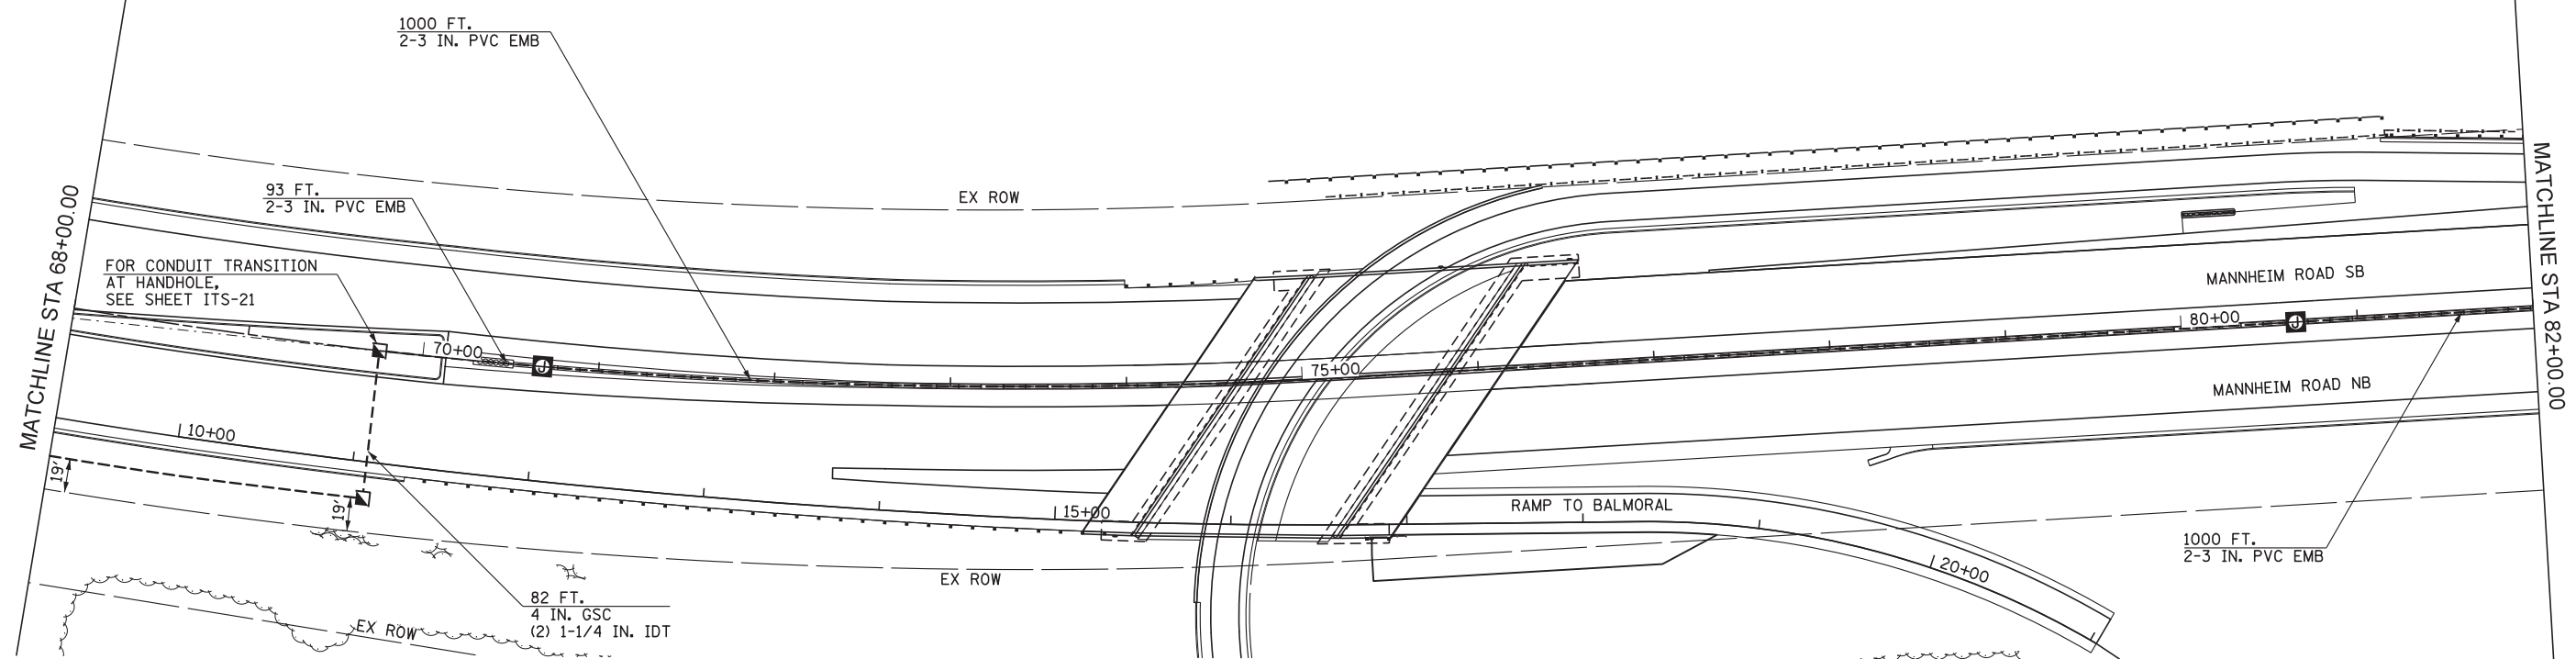 1000 FT.
2-3 IN. PVC EMB
93 FT.
2-3 IN. PVC EMB
EX ROW
FOR CONDUIT TRANSITION
AT HANDHOLE,
SEE SHEET ITS-21
MATCHLINE STA 68+00.00
MATCHLINE STA 82+00.00
MANNHEIM ROAD SB
70+00
J
75+00
80+00
J
MANNHEIM ROAD NB
10+00
19'
19'
15+00
RAMP TO BALMORAL
20+00
1000 FT.
2-3 IN. PVC EMB
EX ROW
82 FT.
4 IN. GSC
(2) 1-1/4 IN. IDT
EX ROW